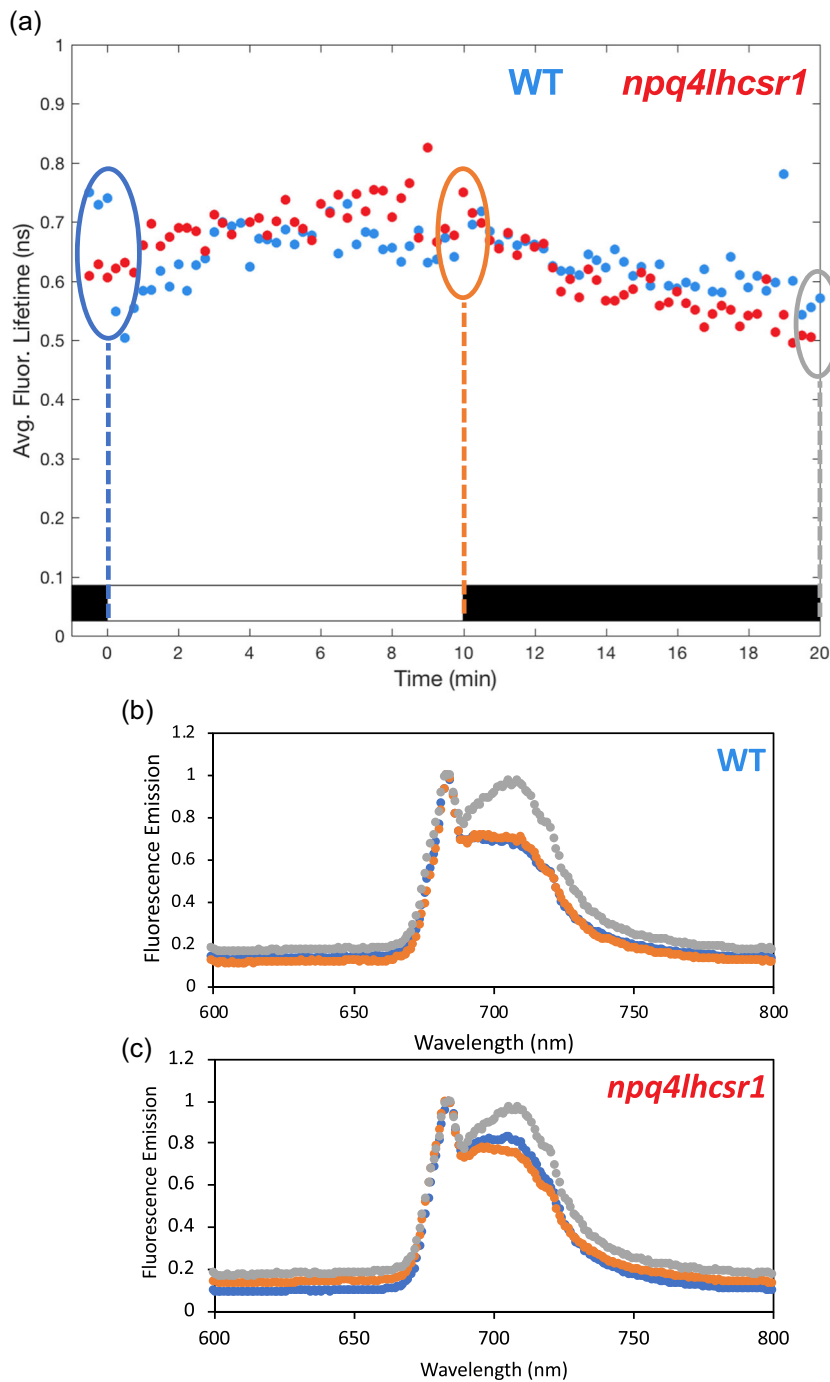 (a)
1
0.9
0.8
0.7
0.6
0.5
0.4
0.3
0.2
0.1
0
Avg. Fluor. Lifetime (ns)
WT npq4lhcsr1
0 2 4 6 8 10 12 14 16 18 20
Time (min)
(b)
1.2
1
0.8
0.6
0.4
0.2
0
Fluorescence Emission
WT
600 650 700 750 800
Wavelength (nm)
(c)
1.2
1
0.8
0.6
0.4
0.2
0
Fluorescence Emission
npq4lhcsr1
600 650 700 750 800
Wavelength (nm)